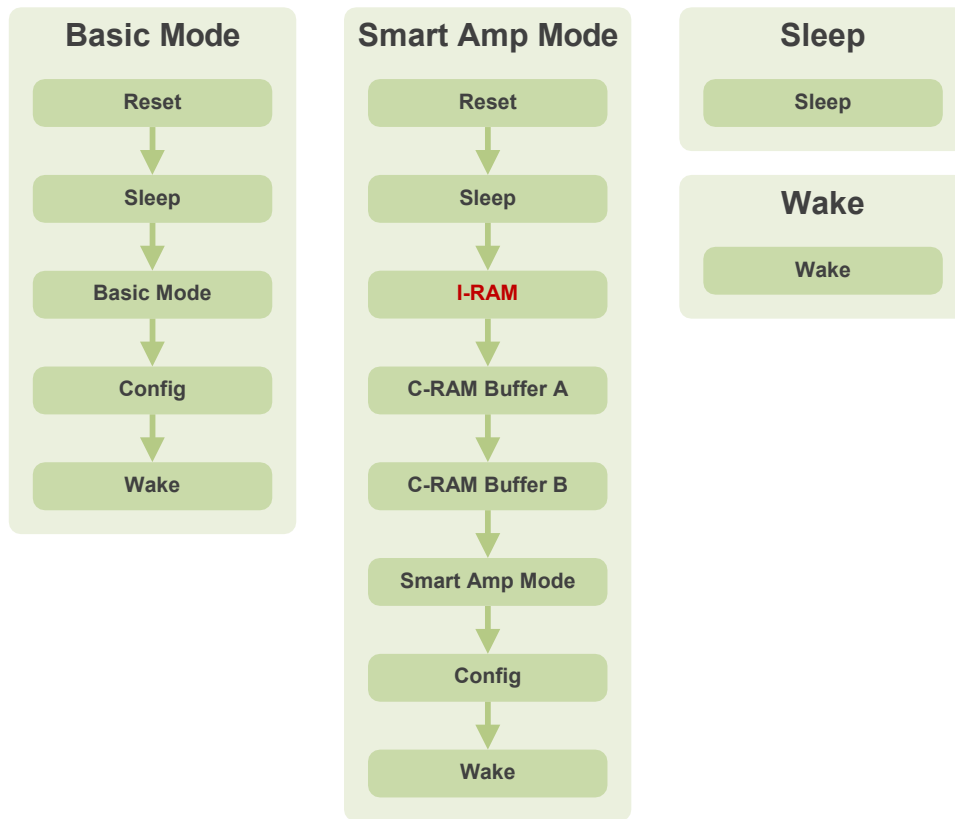 Basic Mode
Reset
Sleep
Basic Mode
Config
Wake
Smart Amp Mode
Reset
Sleep
I-RAM
C-RAM Buffer A
C-RAM Buffer B
Smart Amp Mode
Config
Wake
Sleep
Sleep
Wake
Wake